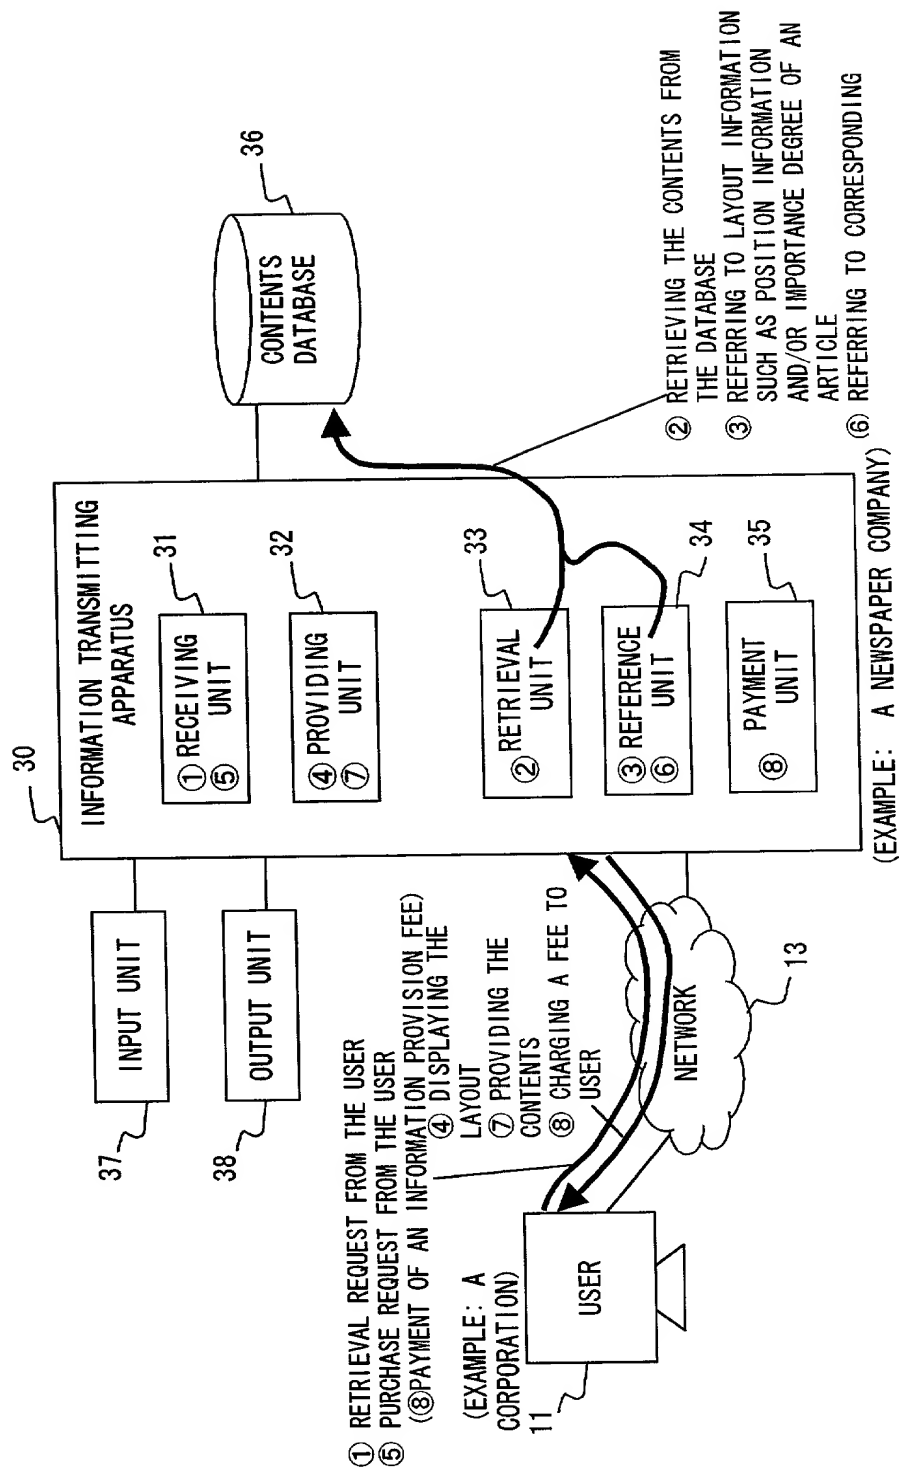 30
INFORMATION TRANSMITTING
APPARATUS
37
INPUT UNIT
38
OUTPUT UNIT
① RECEIVING
⑤ UNIT
31
④ PROVIDING
⑦ UNIT
32
② RETRIEVAL
UNIT
33
③ REFERENCE
⑥ UNIT
34
PAYMENT
⑧ UNIT
35
CONTENTS
DATABASE
36
(EXAMPLE: A NEWSPAPER COMPANY)
① RETRIEVAL REQUEST FROM THE USER
⑤ PURCHASE REQUEST FROM THE USER
(⑧PAYMENT OF AN INFORMATION PROVISION FEE)
④ DISPLAYING THE
LAYOUT
⑦ PROVIDING THE
CONTENTS
⑧ CHARGING A FEE TO
USER
(EXAMPLE: A
CORPORATION)
11
USER
NETWORK
13
② RETRIEVING THE CONTENTS FROM
THE DATABASE
③ REFERRING TO LAYOUT INFORMATION
SUCH AS POSITION INFORMATION
AND/OR IMPORTANCE DEGREE OF AN
ARTICLE
⑥ REFERRING TO CORRESPONDING